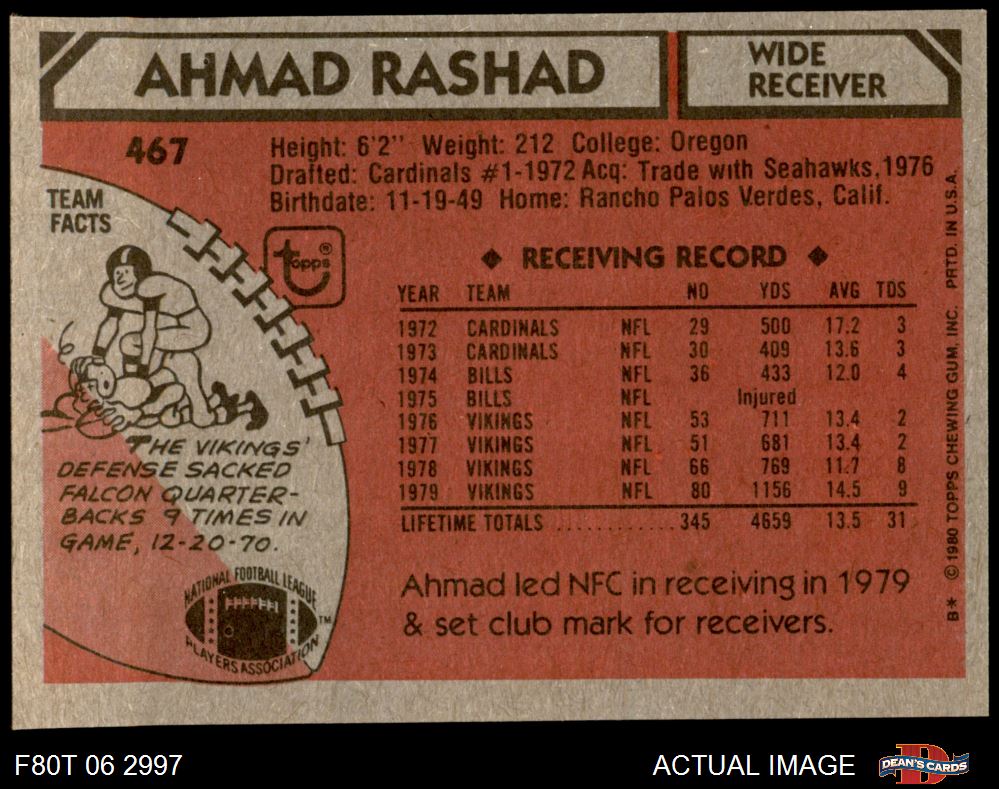 AHMAD RASHAD
WIDE
RECEIVER
467
Height: 6'2" Weight: 212 College: Oregon
Drafted: Cardinals #1-1972 Acq: Trade with Seahawks, 1976
Birthdate: 11-19-49 Home: Rancho Palos Verdes, Calif.
TEAM
FACTS
topps®
THE VIKINGS'
DEFENSE SACKED
FALCON QUARTER-
BACKS 9 TIMES IN
GAME, 12-20-70.
NATIONAL FOOTBALL LEAGUE
PLAYERS ASSOCIATION
TM
◆ RECEIVING RECORD ◆
YEAR TEAM NO YDS AVG TDS
1972 CARDINALS NFL 29 500 17.2 3
1973 CARDINALS NFL 30 409 13.6 3
1974 BILLS NFL 36 433 12.0 4
1975 BILLS NFL Injured
1976 VIKINGS NFL 53 711 13.4 2
1977 VIKINGS NFL 51 681 13.4 2
1978 VIKINGS NFL 66 769 11.7 8
1979 VIKINGS NFL 80 1156 14.5 9
LIFETIME TOTALS ............ 345 4659 13.5 31
Ahmad led NFC in receiving in 1979
& set club mark for receivers.
B* © 1980 TOPPS CHEWING GUM, INC. PRTD. IN U.S.A.
F80T 06 2997
ACTUAL IMAGE
D
DEAN'S CARDS